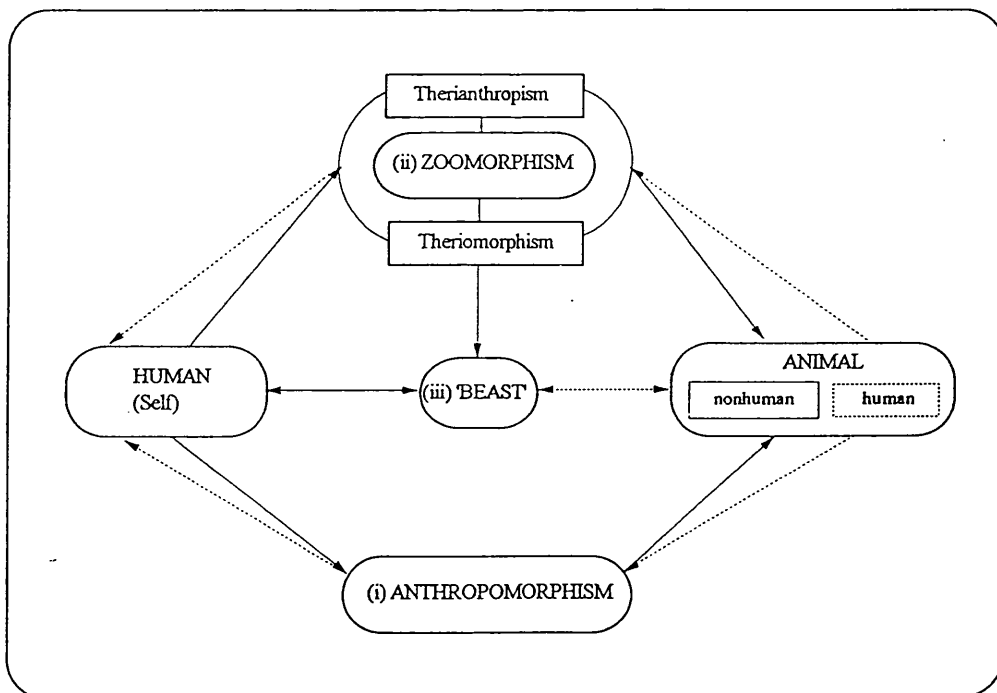 Therianthropism
(ii) ZOOMORPHISM
Theriomorphism
HUMAN
(Self)
(iii) 'BEAST'
ANIMAL
nonhuman
human
(i) ANTHROPOMORPHISM